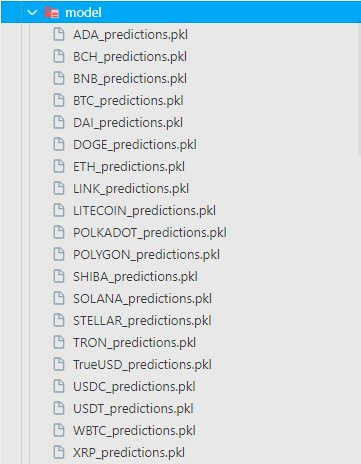 model
ADA_predictions.pkl
BCH_predictions.pkl
BNB_predictions.pkl
BTC_predictions.pkl
DAI_predictions.pkl
DOGE_predictions.pkl
ETH_predictions.pkl
LINK_predictions.pkl
LITECOIN_predictions.pkl
POLKADOT_predictions.pkl
POLYGON_predictions.pkl
SHIBA_predictions.pkl
SOLANA_predictions.pkl
STELLAR_predictions.pkl
TRON_predictions.pkl
TrueUSD_predictions.pkl
USDC_predictions.pkl
USDT_predictions.pkl
WBTC_predictions.pkl
XRP_predictions.pkl